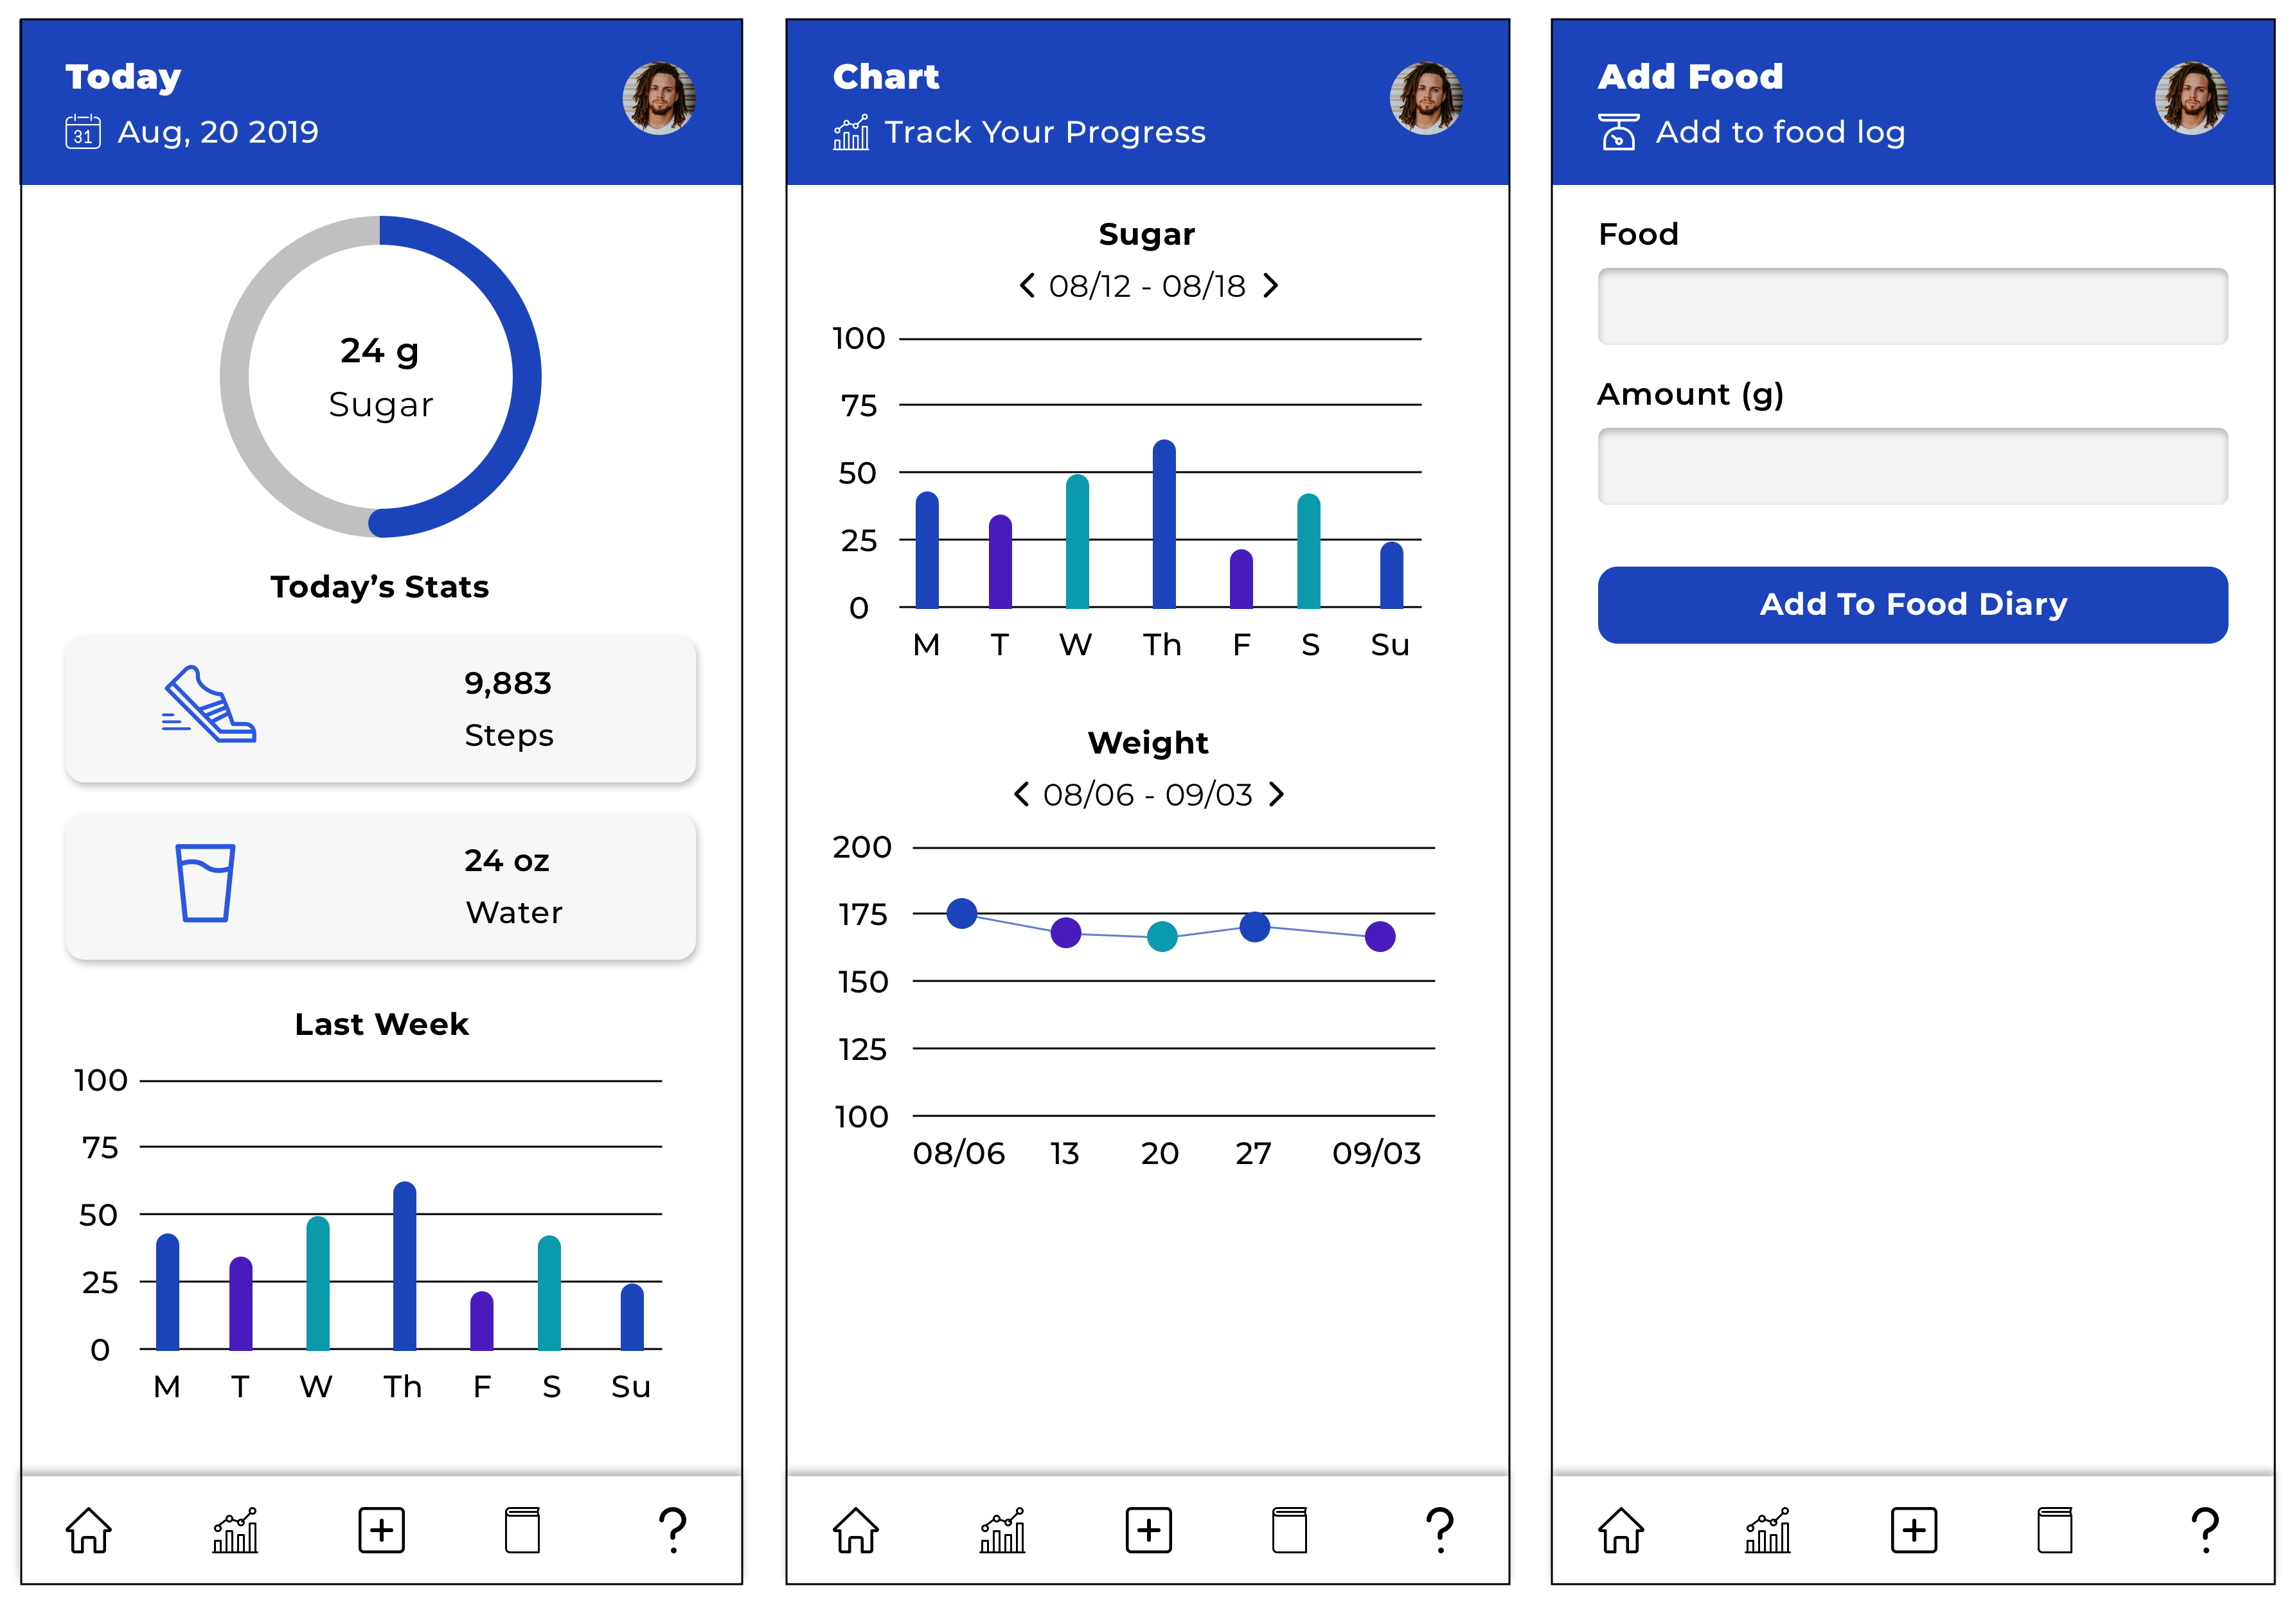 Today
31 Aug, 20 2019
24 g
Sugar
Today's Stats
9,883
Steps
24 oz
Water
Last Week
100
75
50
25
0
M T W Th F S Su
Chart
Track Your Progress
Sugar
< 08/12 - 08/18 >
100
75
50
25
0
M T W Th F S Su
Weight
< 08/06 - 09/03 >
200
175
150
125
100
08/06 13 20 27 09/03
?
Add Food
Add to food log
Food
Amount (g)
Add To Food Diary
?
?